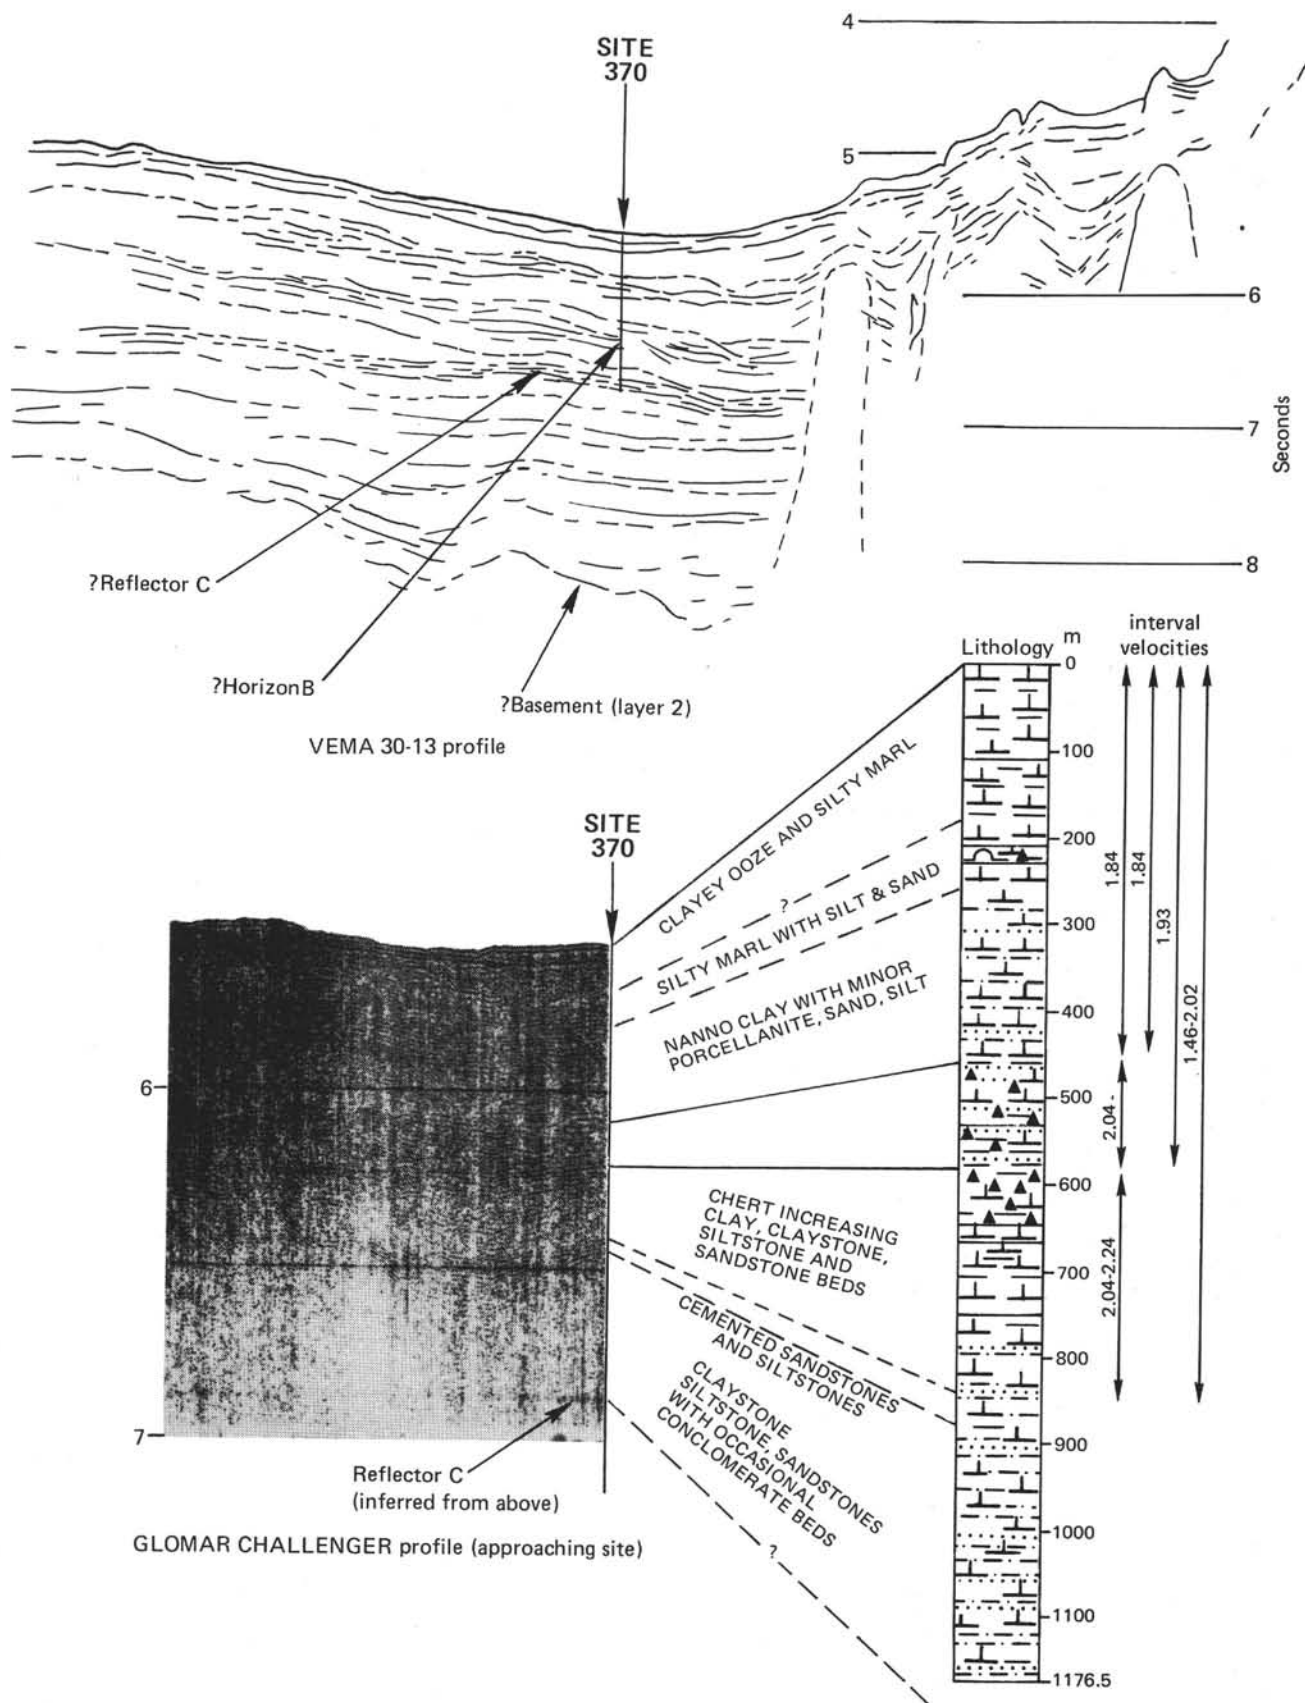 4
SITE
370
5
6
7
Seconds
8
?Reflector C
?HorizonB
?Basement (layer 2)
VEMA 30-13 profile
Lithology
m
interval
velocities
0
100
200
300
400
500
600
700
800
900
1000
1100
1176.5
1.84
1.84
1.93
1.46-2.02
2.04 -
2.04-2.24
SITE
370
6
7
CLAYEY OOZE AND SILTY MARL
?
SILTY MARL WITH SILT & SAND
NANNO CLAY WITH MINOR
PORCELLANITE, SAND, SILT
CHERT INCREASING
CLAY, CLAYSTONE,
SILTSTONE AND
SANDSTONE BEDS
CEMENTED SANDSTONES
AND SILTSTONES
CLAYSTONE
SILTSTONE, SANDSTONES
WITH OCCASIONAL
CONCLOMERATE BEDS
?
Reflector C
(inferred from above)
GLOMAR CHALLENGER profile (approaching site)